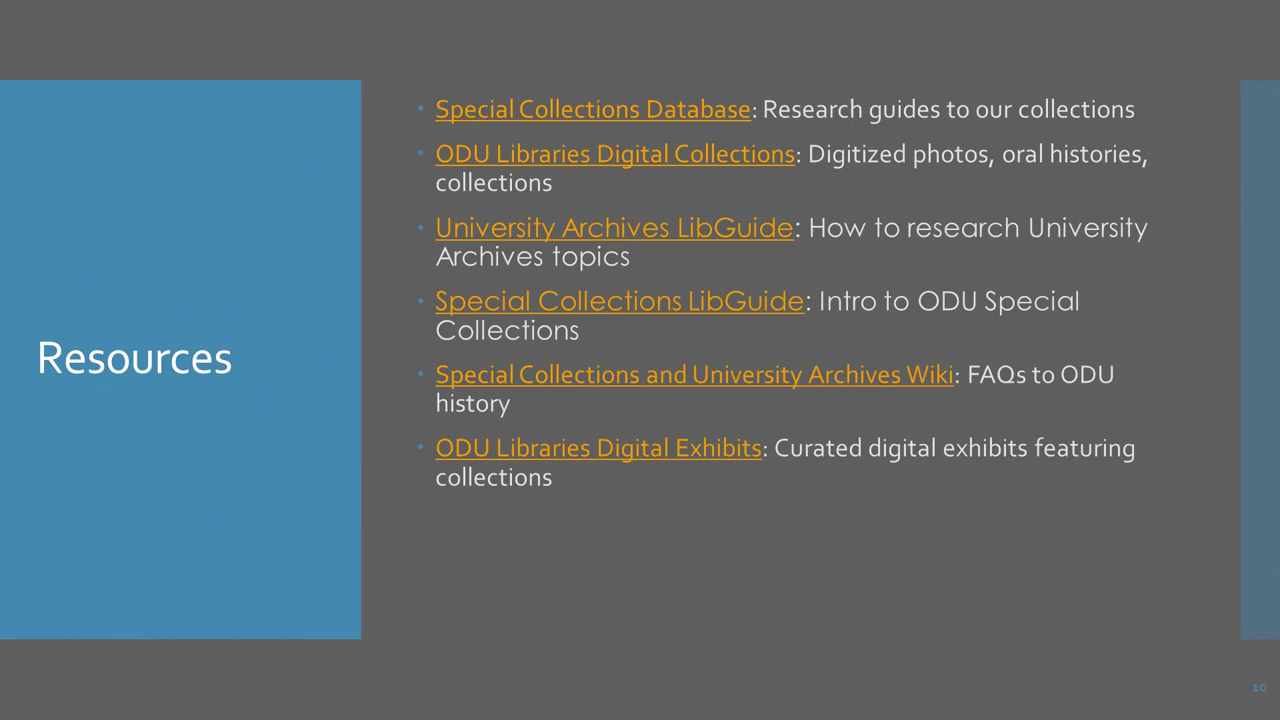 Resources
Special Collections Database: Research guides to our collections
ODU Libraries Digital Collections: Digitized photos, oral histories,
collections
University Archives LibGuide: How to research University
Archives topics
Special Collections LibGuide: Intro to ODU Special
Collections
Special Collections and University Archives Wiki: FAQs to ODU
history
ODU Libraries Digital Exhibits: Curated digital exhibits featuring
collections
10